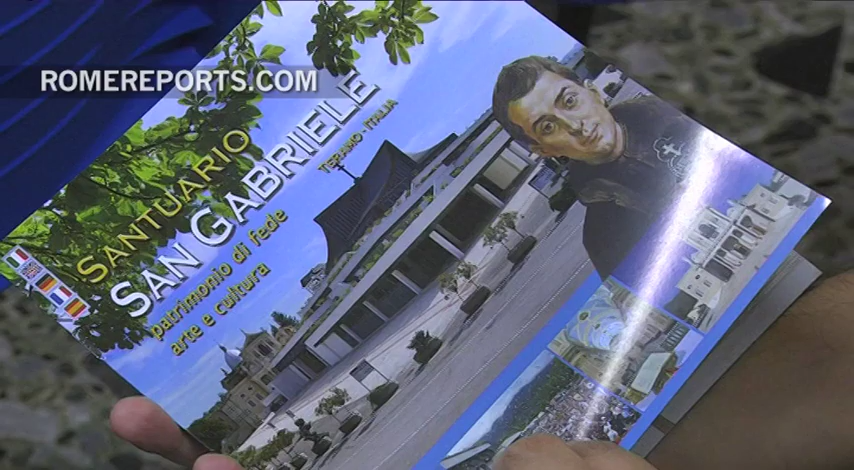 ROMEREPORTS.COM
SANTUARIO
SAN GABRIELE
TERAMO - ITALIA
patrimonio di fede
arte e cultura